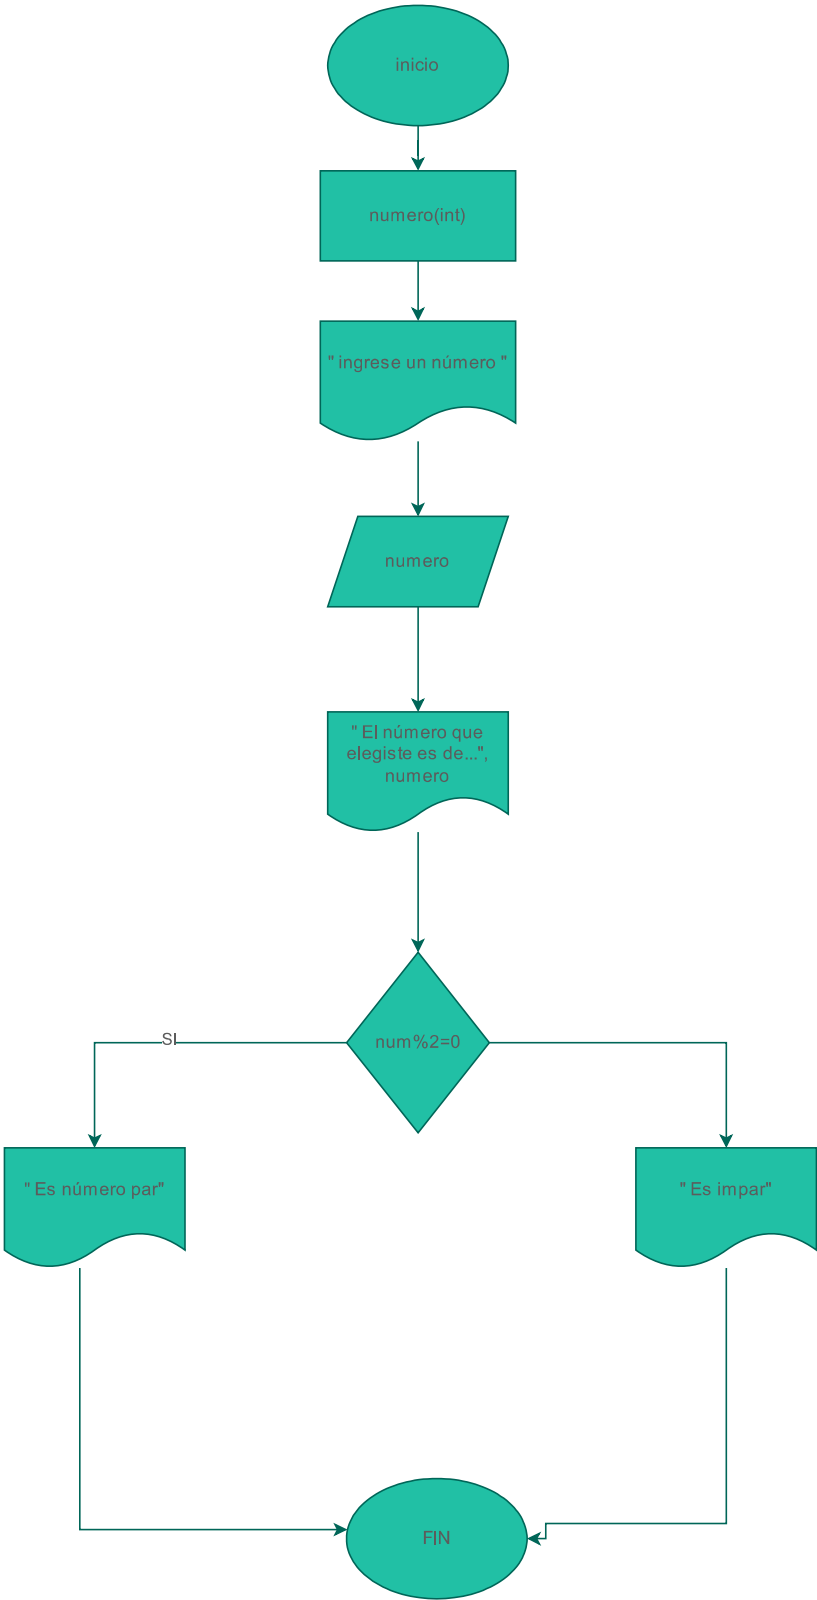 inicio
numero(int)
" ingrese un número "
numero
" El número que
elegiste es de...",
numero
num%2=0
SI
" Es número par"
" Es impar"
FIN